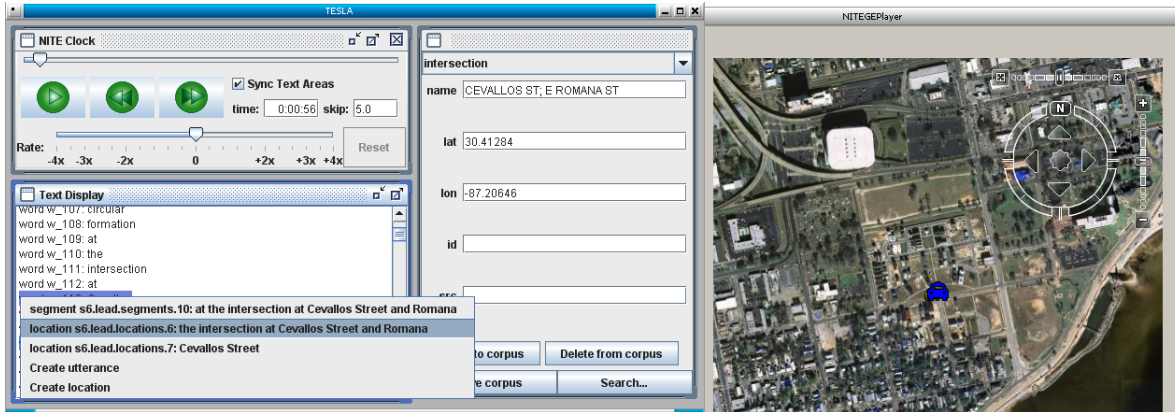 TESLA
NITE Clock
Sync Text Areas
time: 0:00:56 skip: 5.0
Rate:
-4x -3x -2x 0 +2x +3x +4x
Reset
Text Display
word w_107: circular
word w_108: formation
word w_109: at
word w_110: the
word w_111: intersection
word w_112: at
segment s6.lead.segments.10: at the intersection at Cevallos Street and Romana
location s6.lead.locations.6: the intersection at Cevallos Street and Romana
location s6.lead.locations.7: Cevallos Street
Create utterance
Create location
intersection
name CEVALLOS ST; E ROMANA ST
lat 30.41284
lon -87.20646
id
src
to corpus
Delete from corpus
corpus
Search...
NITEGEPlayer
N